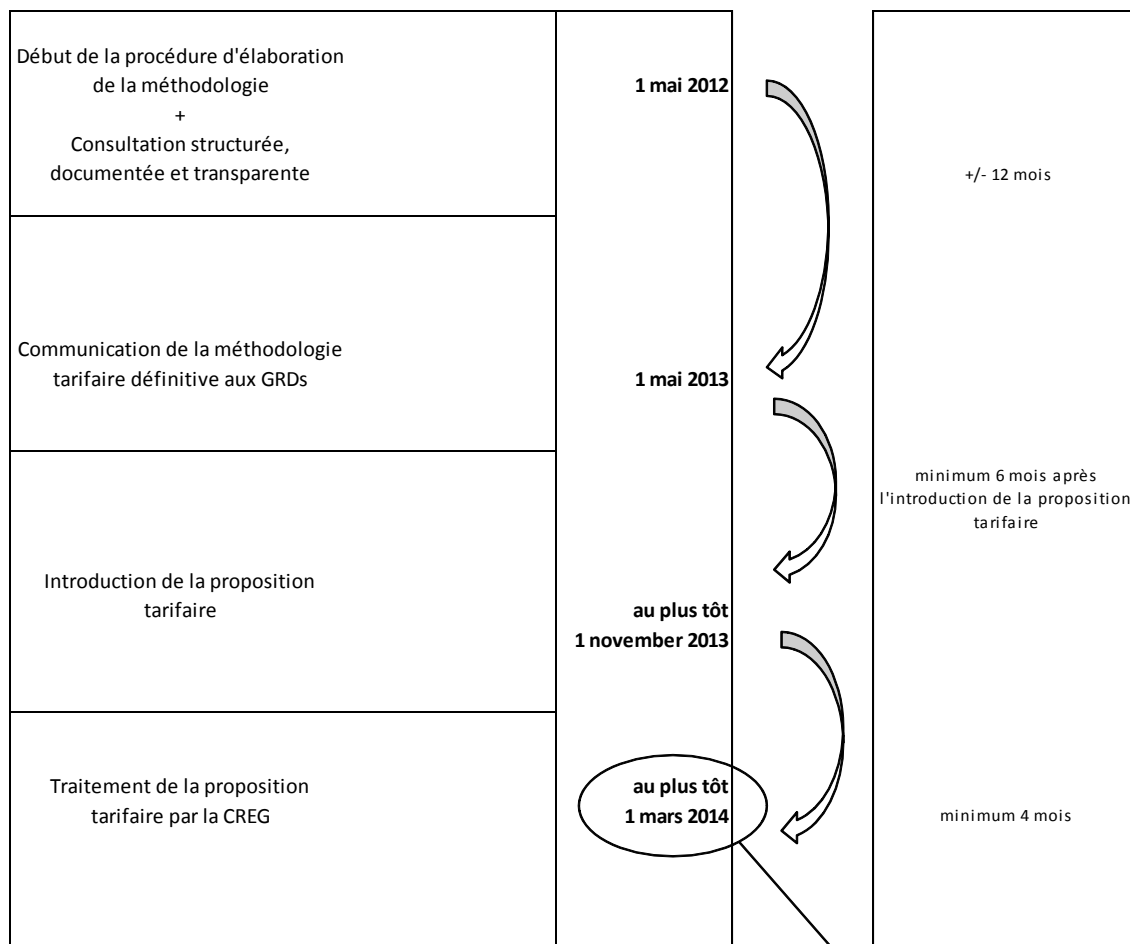 Début de la procédure d'élaboration
de la méthodologie
+
Consultation structurée,
documentée et transparente
1 mai 2012
+/- 12 mois
Communication de la méthodologie
tarifaire définitive aux GRDs
1 mai 2013
minimum 6 mois après
l'introduction de la proposition
tarifaire
Introduction de la proposition
tarifaire
au plus tôt
1 november 2013
Traitement de la proposition
tarifaire par la CREG
au plus tôt
1 mars 2014
minimum 4 mois